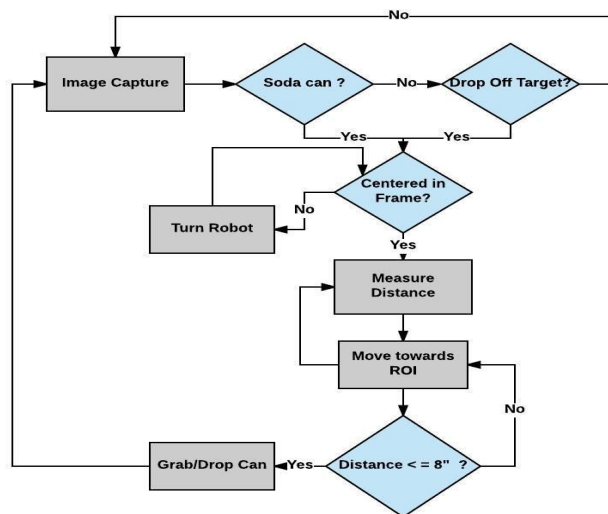 No
Image Capture
Soda can ?
No
Drop Off Target?
Yes
Yes
Centered in
Frame?
No
Turn Robot
Yes
Measure
Distance
Move towards
ROI
No
Grab/Drop Can
Yes
Distance < = 8" ?